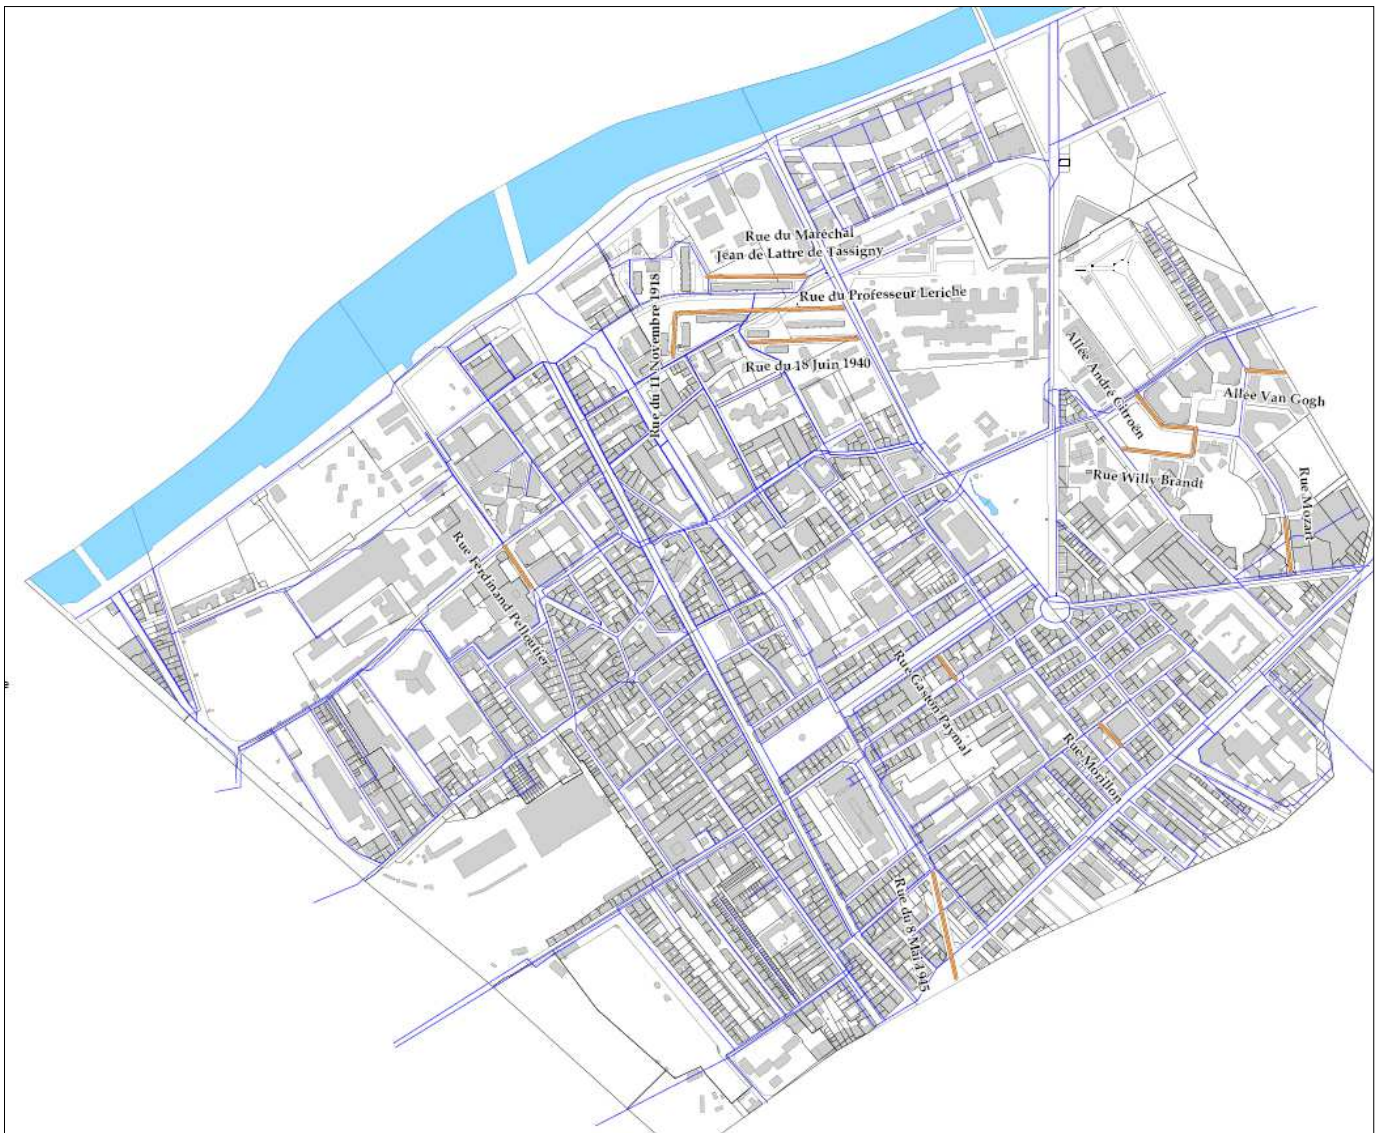 Rue du Maréchal
Jean de Lattre de Tassigny
Rue du Professeur Leriche
Rue du 11 Novembre 1918
Rue du 18 Juin 1940
Allée André Citroën
Allée Van Gogh
Rue Willy Brandt
Rue Mozart
Rue Ferdinand Pelloutier
Rue Gaston Paymal
Rue Morillon
Rue du 8 Mai 1945